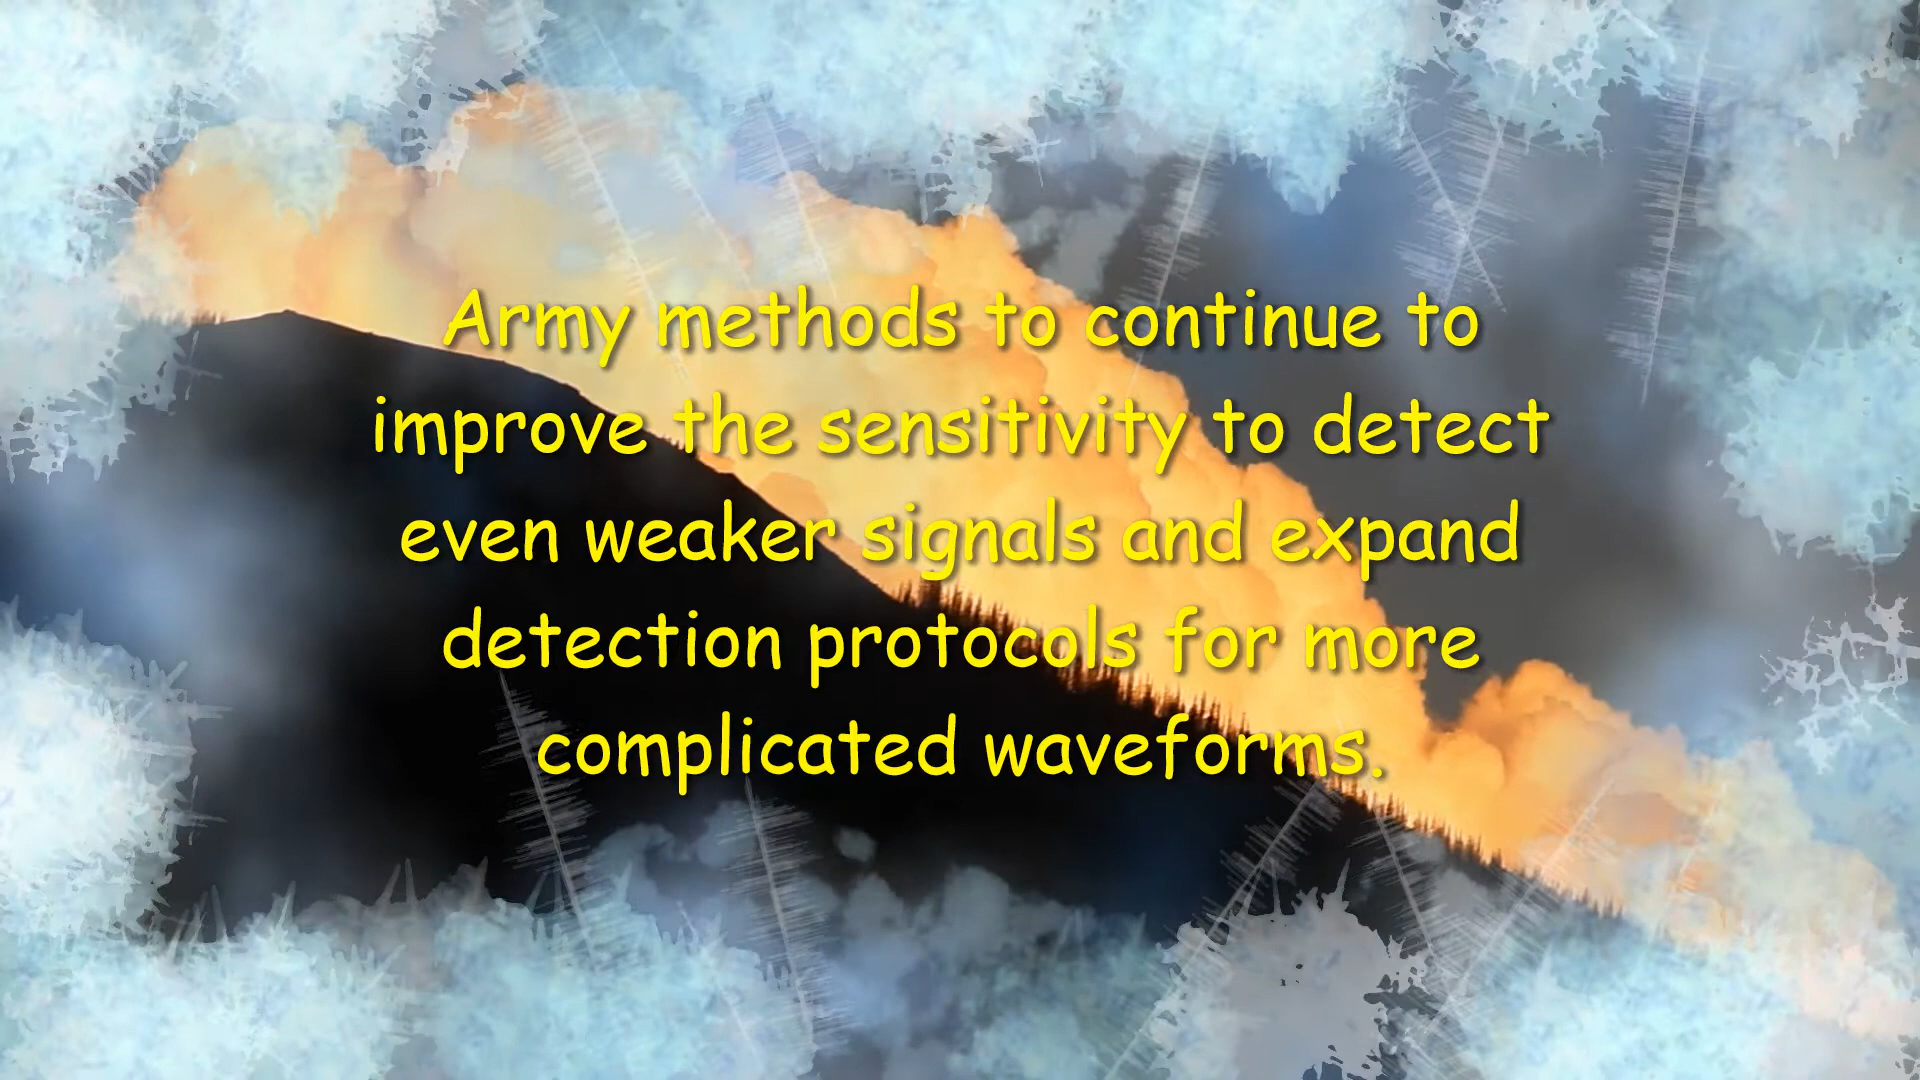 Army methods to continue to
improve the sensitivity to detect
even weaker signals and expand
detection protocols for more
complicated waveforms.